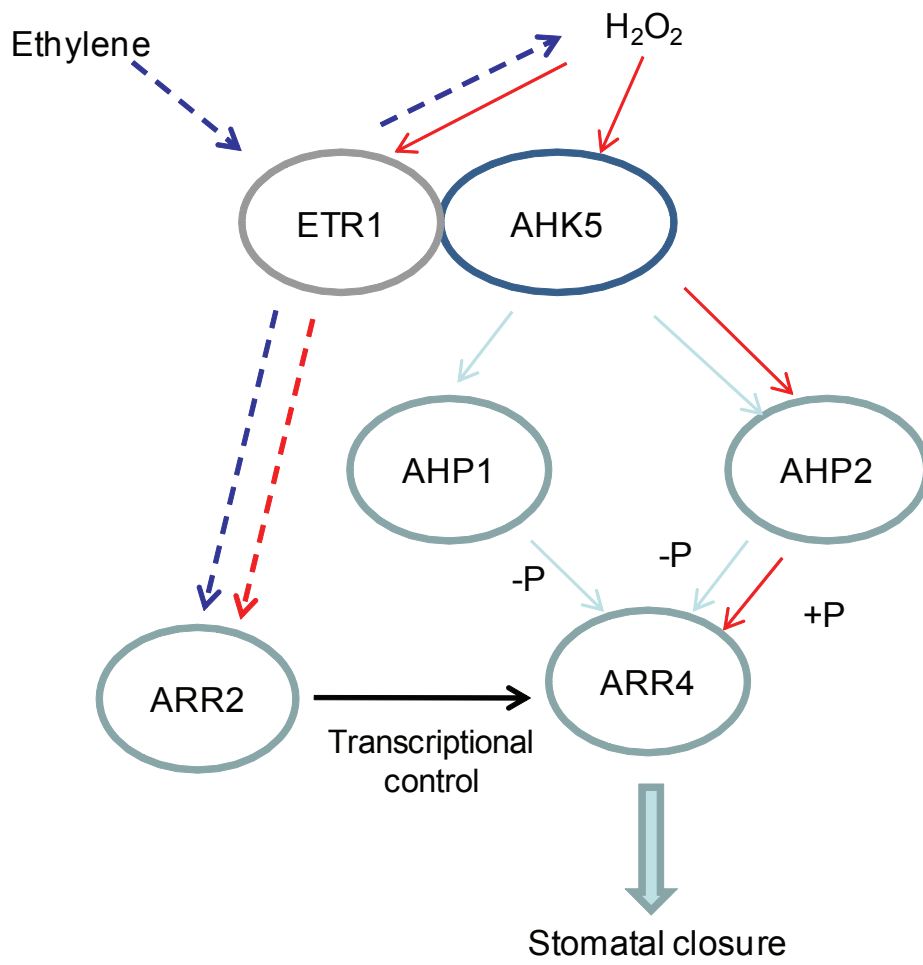 Ethylene
H₂O₂
ETR1
AHK5
AHP1
AHP2
-P
-P
+P
ARR2
ARR4
Transcriptional
control
Stomatal closure